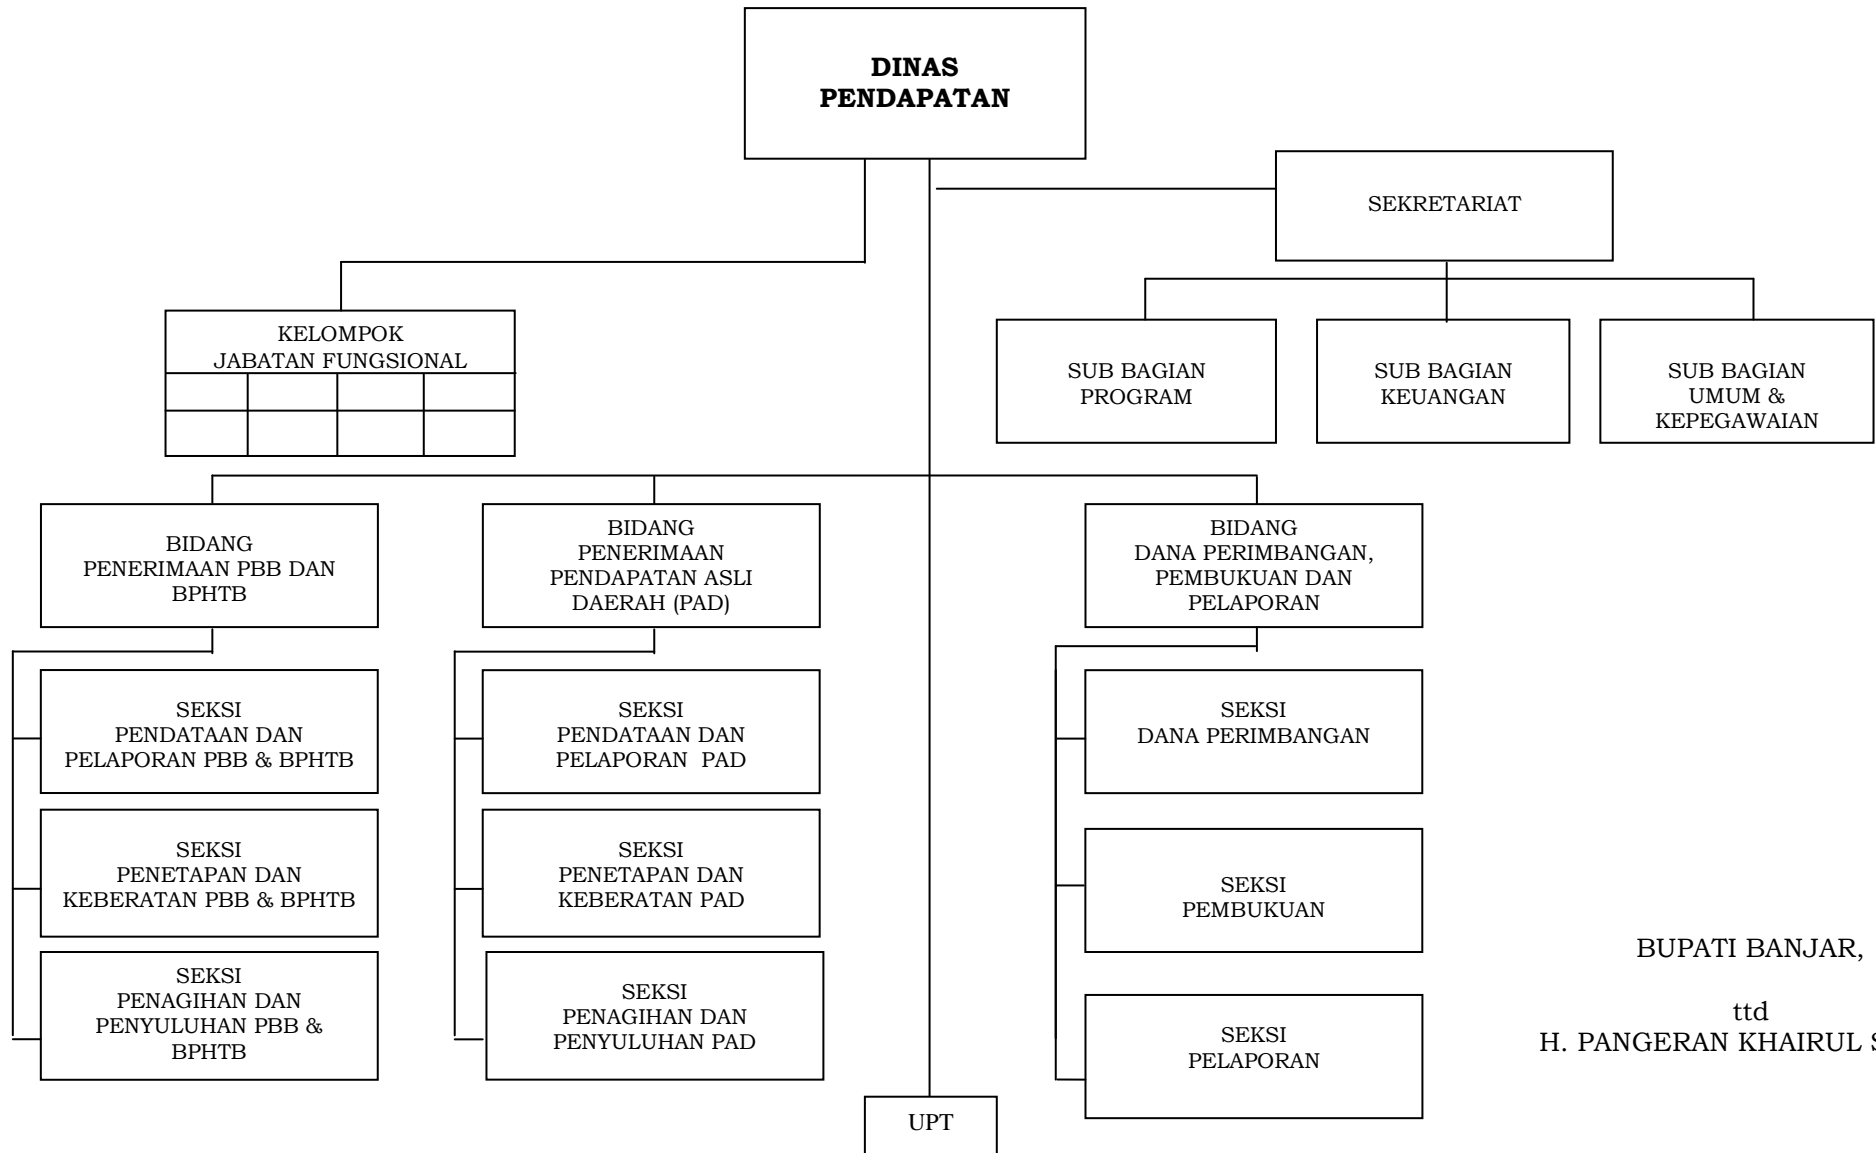 DINAS
PENDAPATAN
SEKRETARIAT
KELOMPOK
JABATAN FUNGSIONAL
SUB BAGIAN
PROGRAM
SUB BAGIAN
KEUANGAN
SUB BAGIAN
UMUM &
KEPEGAWAIAN
BIDANG
PENERIMAAN PBB DAN
BPHTB
BIDANG
PENERIMAAN
PENDAPATAN ASLI
DAERAH (PAD)
BIDANG
DANA PERIMBANGAN,
PEMBUKUAN DAN
PELAPORAN
SEKSI
PENDATAAN DAN
PELAPORAN PBB & BPHTB
SEKSI
PENDATAAN DAN
PELAPORAN PAD
SEKSI
DANA PERIMBANGAN
SEKSI
PENETAPAN DAN
KEBERATAN PBB & BPHTB
SEKSI
PENETAPAN DAN
KEBERATAN PAD
SEKSI
PEMBUKUAN
SEKSI
PENAGIHAN DAN
PENYULUHAN PBB &
BPHTB
SEKSI
PENAGIHAN DAN
PENYULUHAN PAD
SEKSI
PELAPORAN
BUPATI BANJAR,
ttd
H. PANGERAN KHAIRUL
UPT